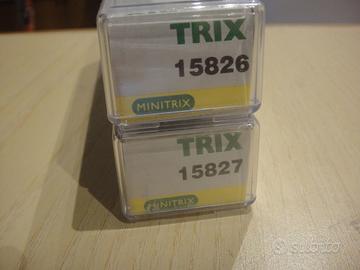 TRIX
15826
MINITRIX
TRIX
15827
MINITRIX
subito